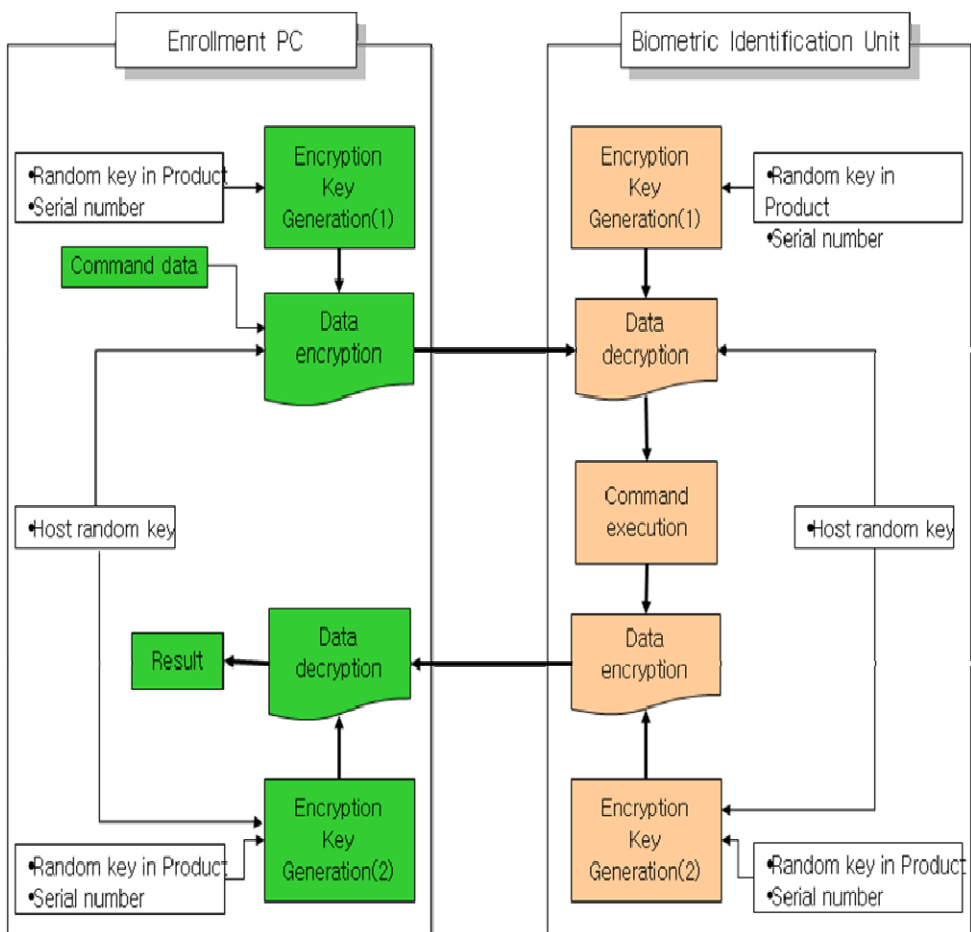 Enrollment PC
Biometric Identification Unit
Encryption
Key
Generation(1)
•Random key in Product
•Serial number
Command data
Data
encryption
•Host random key
Result
Data
decryption
Encryption
Key
Generation(2)
•Random key in Product
•Serial number
Encryption
Key
Generation(1)
•Random key in
Product
•Serial number
Data
decryption
Command
execution
•Host random key
Data
encryption
Encryption
Key
Generation(2)
•Random key in Product
•Serial number